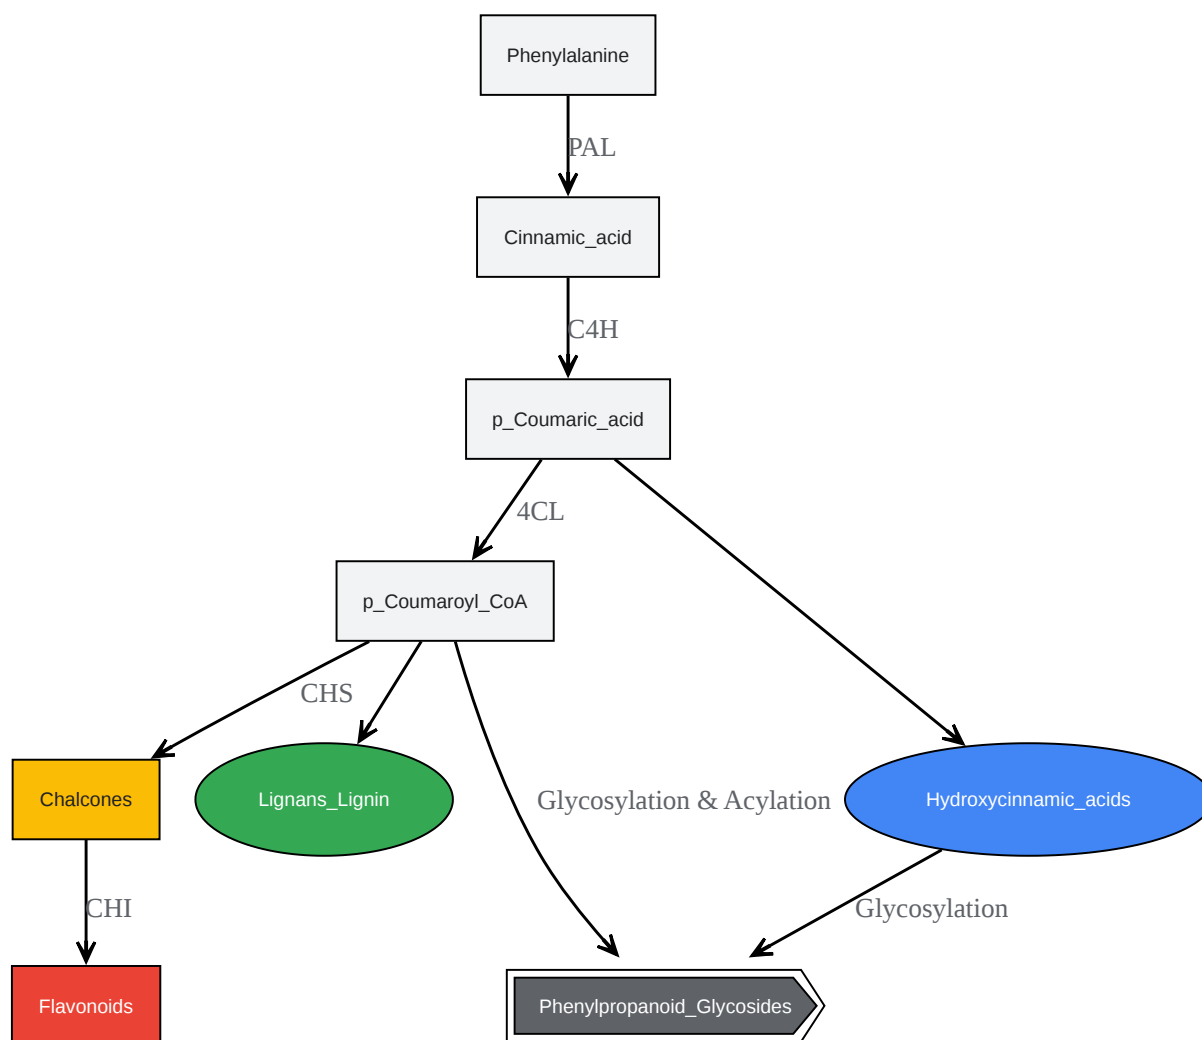 Phenylalanine
PAL
Cinnamic_acid
C4H
p_Coumaric_acid
4CL
p_Coumaroyl_CoA
CHS
Chalcones
Lignans_Lignin
Glycosylation & Acylation
Hydroxycinnamic_acids
CHI
Glycosylation
Flavonoids
Phenylpropanoid_Glycosides